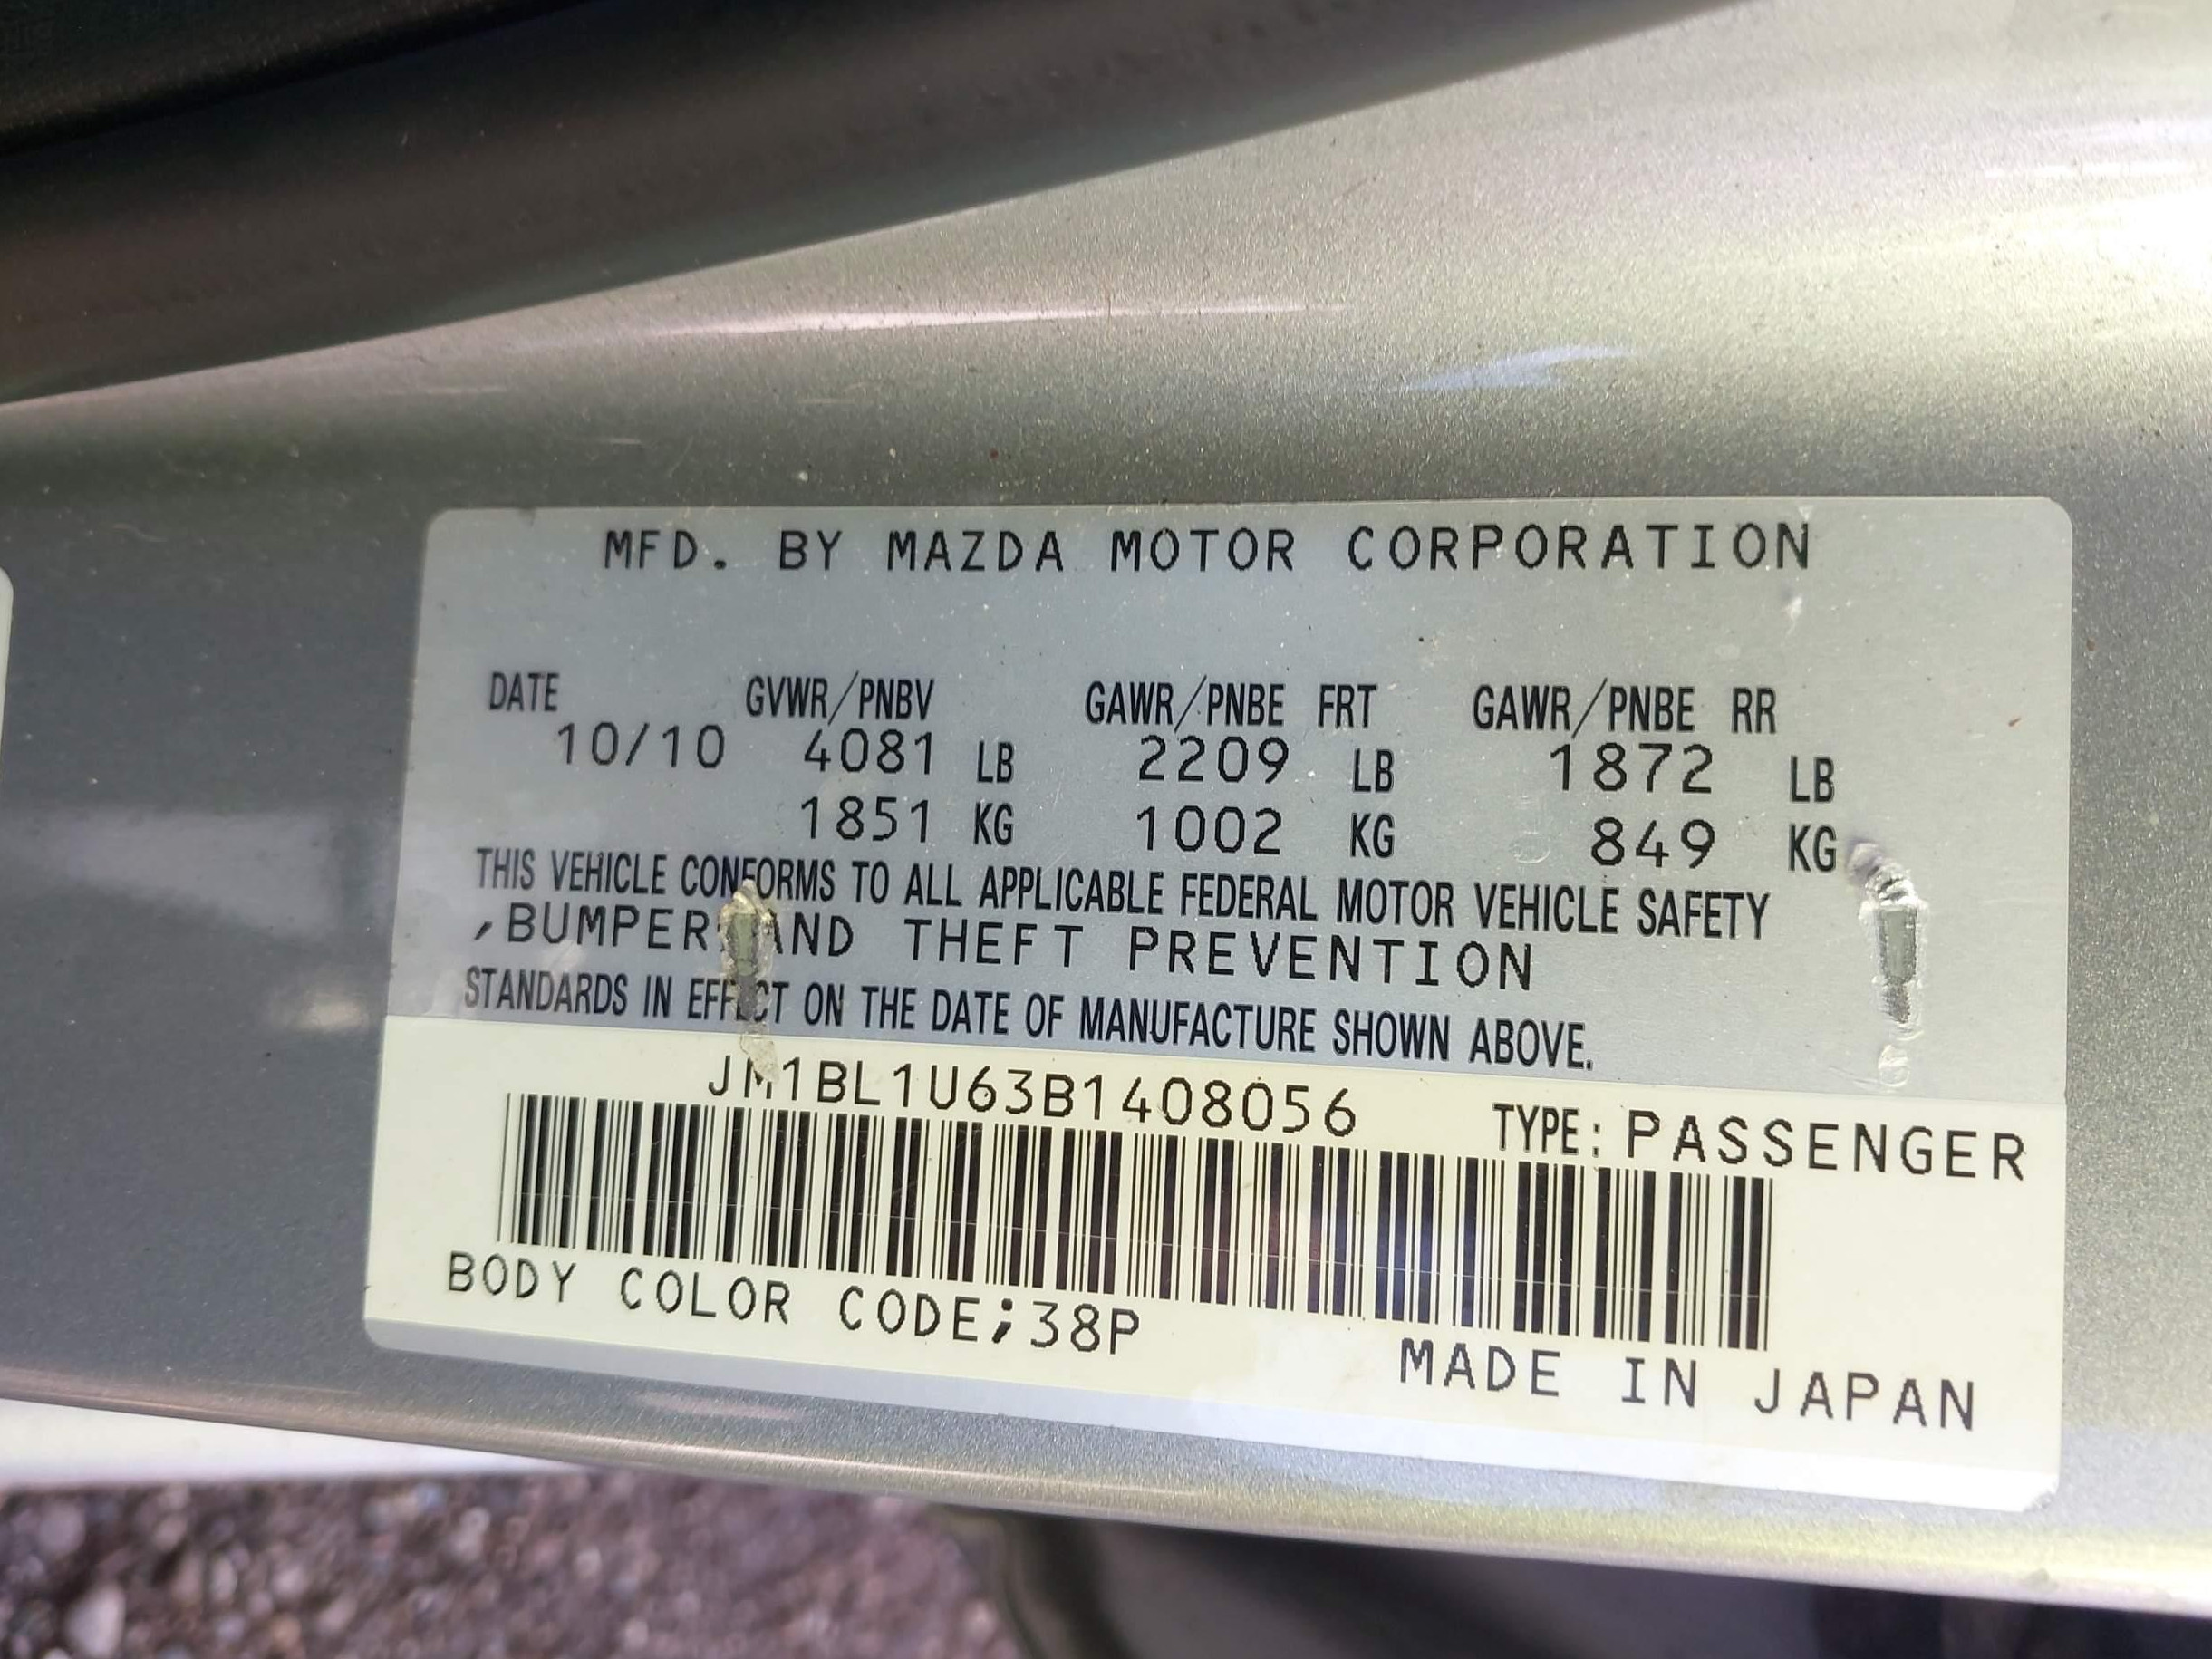 MFD. BY MAZDA MOTOR CORPORATION
DATE GVWR/PNBV GAWR/PNBE FRT GAWR/PNBE RR
10/10 4081 LB 2209 LB 1872 LB
1851 KG 1002 KG 849 KG
THIS VEHICLE CONFORMS TO ALL APPLICABLE FEDERAL MOTOR VEHICLE SAFETY
,BUMPER AND THEFT PREVENTION
STANDARDS IN EFFECT ON THE DATE OF MANUFACTURE SHOWN ABOVE.
JM1BL1U63B1408056 TYPE: PASSENGER
BODY COLOR CODE;38P
MADE IN JAPAN